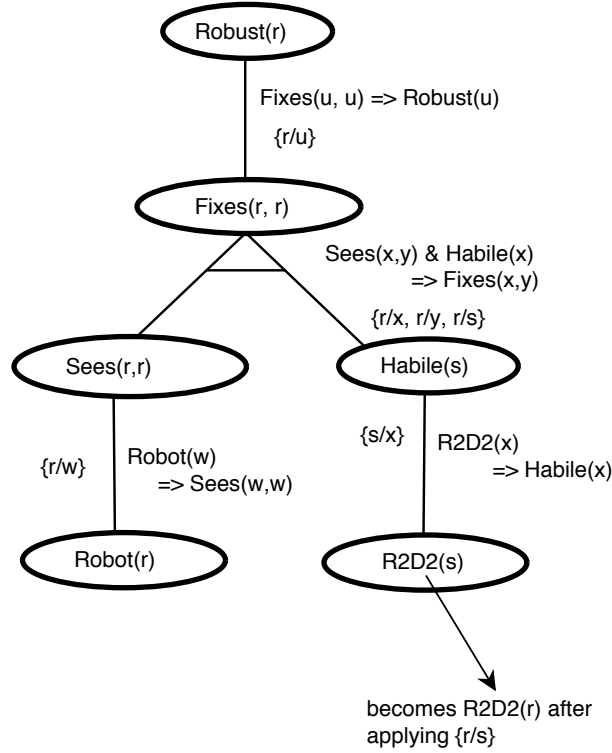 Robust(r)
Fixes(u, u) => Robust(u)
{r/u}
Fixes(r, r)
Sees(x,y) & Habile(x)
=> Fixes(x,y)
{r/x, r/y, r/s}
Sees(r,r)
Habile(s)
{r/w}
Robot(w)
=> Sees(w,w)
{s/x}
R2D2(x)
=> Habile(x)
Robot(r)
R2D2(s)
becomes R2D2(r) after
applying {r/s}